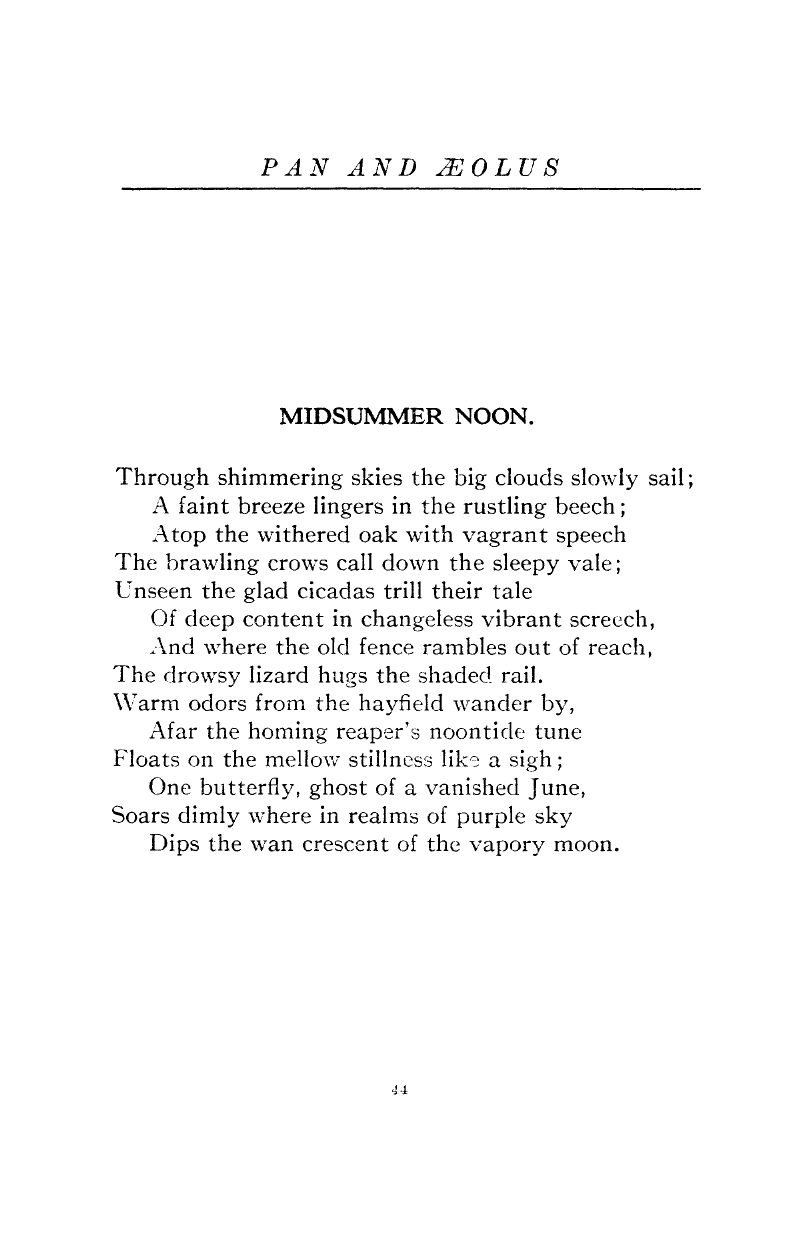 PAN AND ÆOLUS
MIDSUMMER NOON.
Through shimmering skies the big clouds slowly sail;
A faint breeze lingers in the rustling beech;
Atop the withered oak with vagrant speech
The brawling crows call down the sleepy vale;
Unseen the glad cicadas trill their tale
Of deep content in changeless vibrant screech,
And where the old fence rambles out of reach,
The drowsy lizard hugs the shaded rail.
Warm odors from the hayfield wander by,
Afar the homing reaper's noontide tune
Floats on the mellow stillness like a sigh;
One butterfly, ghost of a vanished June,
Soars dimly where in realms of purple sky
Dips the wan crescent of the vapory moon.
44